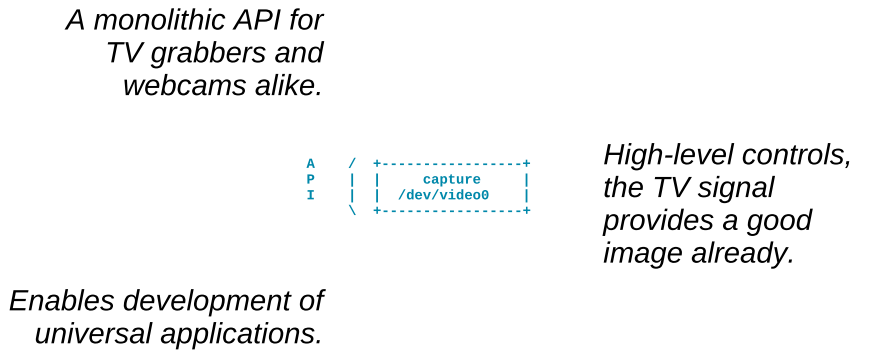 A monolithic API for
TV grabbers and
webcams alike.
A    /  +-----------------+
P    |  |     capture     |
I    |  |  /dev/video0    |
     \  +-----------------+
High-level controls,
the TV signal
provides a good
image already.
Enables development of
universal applications.